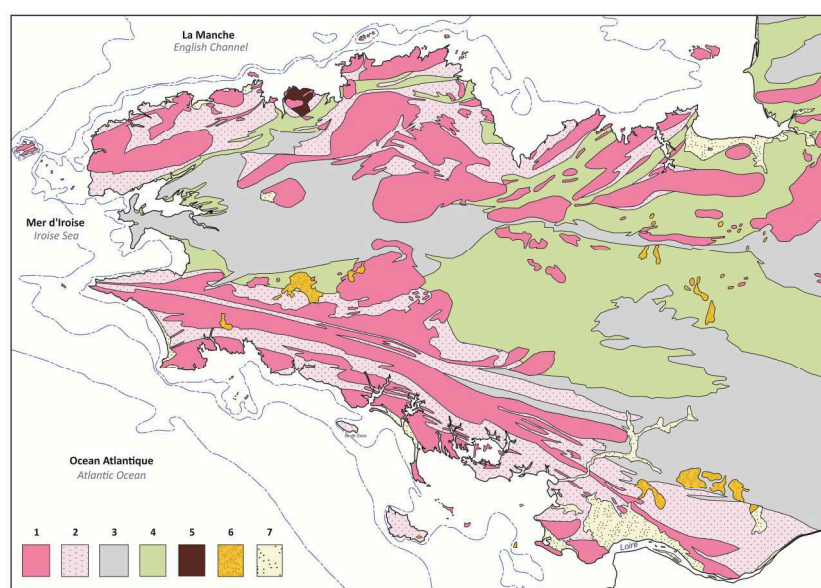 La Manche
English Channel
Mer d'Iroise
Iroise Sea
Ocean Atlantique
Atlantic Ocean
Loire
1 2 3 4 5 6 7